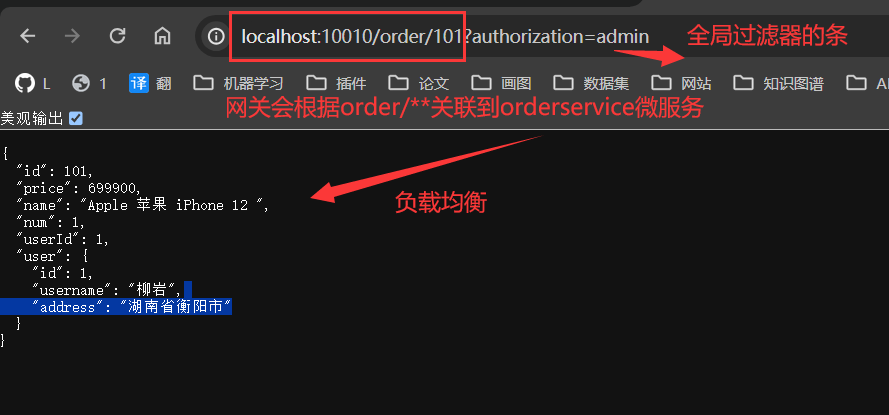 localhost:10010/order/101?authorization=admin
全局过滤器的条
L 1 译 翻 机器学习 插件 论文 画图 数据集 网站 知识图谱 AI
网关会根据order/**关联到orderservice微服务
美观输出
{
"id": 101,
"price": 699900,
"name": "Apple 苹果 iPhone 12 ",
负载均衡
"num": 1,
"userId": 1,
"user": {
"id": 1,
"username": "柳岩",
"address": "湖南省衡阳市"
}
}